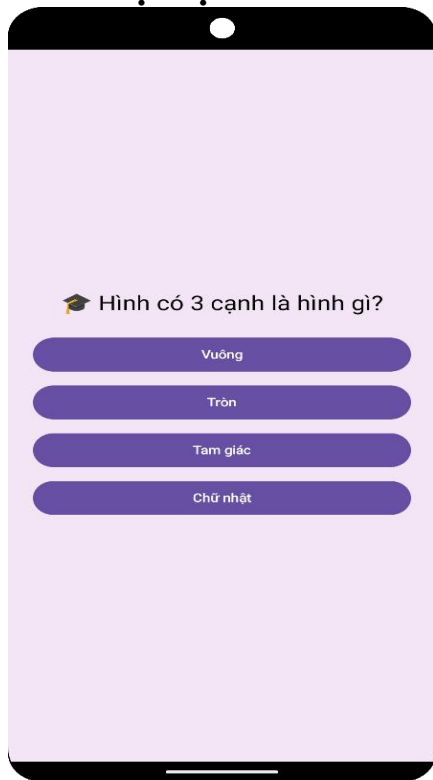 🎓 Hình có 3 cạnh là hình gì?
Vuông
Tròn
Tam giác
Chữ nhật